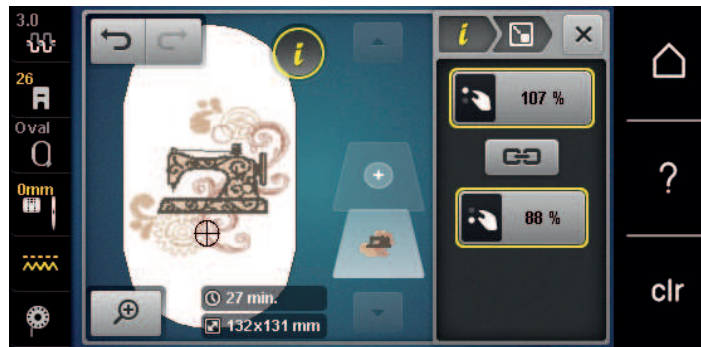 3.0
26
Oval
0mm
i
27 min.
132x131 mm
i
107 %
88 %
?
clr